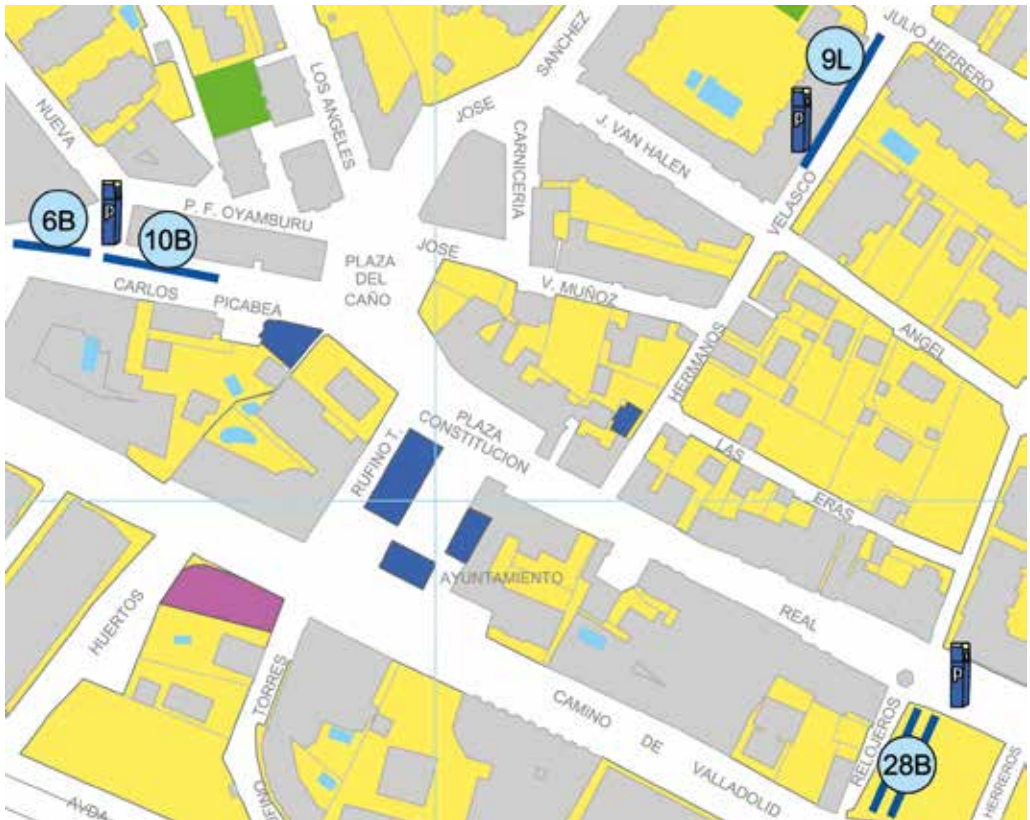 JULIO HERRERO
9L
SANCHEZ
JOSE
LOS ANGELES
NUEVA
CARNICERIA
J. VAN HALEN
P
VELASCO
P
6B
10B
P. F. OYAMBURU
JOSE
V. MUÑOZ
PLAZA
DEL
CAÑO
CARLOS
PICABEA
ANGEL
HERMANOS
PLAZA
CONSTITUCION
RUFINO T.
LAS
ERAS
AYUNTAMIENTO
HUERTOS
REAL
P
TORRES
CAMINO
DE
VALLADOLID
RELOJEROS
28B
HERREROS
RUFINO
AVDA